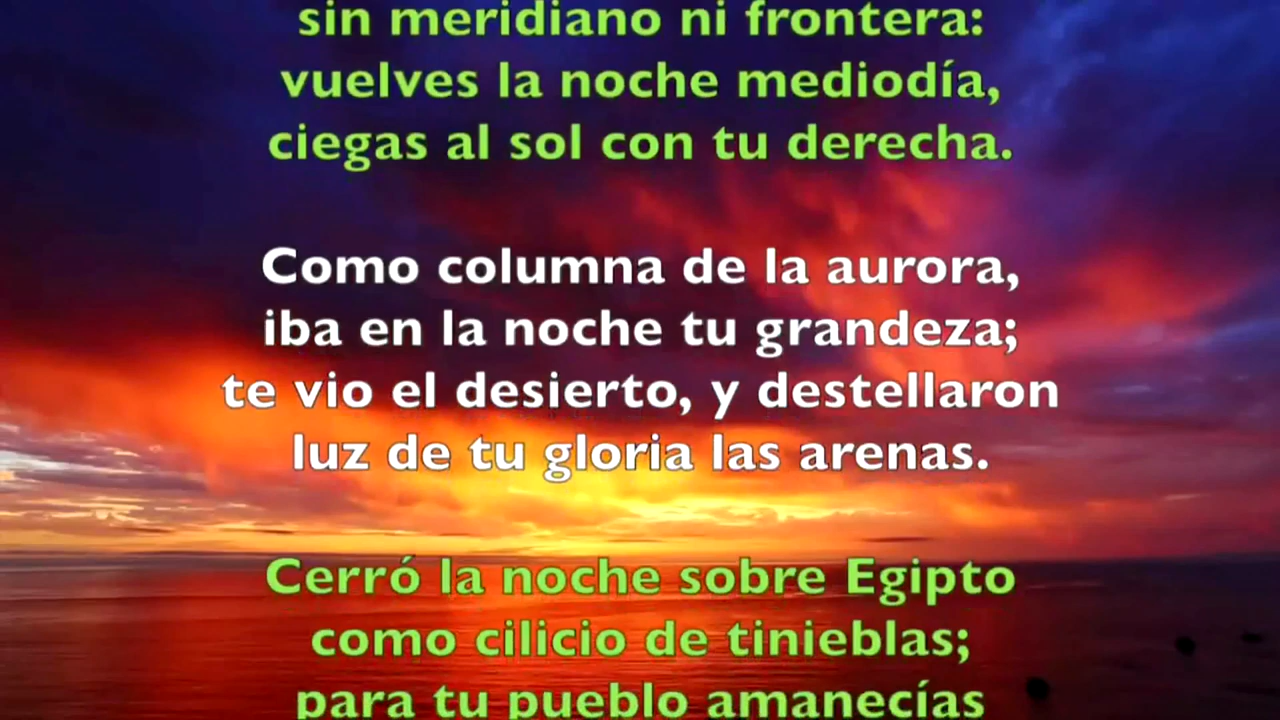 sin meridiano ni frontera:
vuelves la noche mediodía,
ciegas al sol con tu derecha.
Como columna de la aurora,
iba en la noche tu grandeza;
te vio el desierto, y destellaron
luz de tu gloria las arenas.
Cerró la noche sobre Egipto
como cilicio de tinieblas;
para tu pueblo amanecías